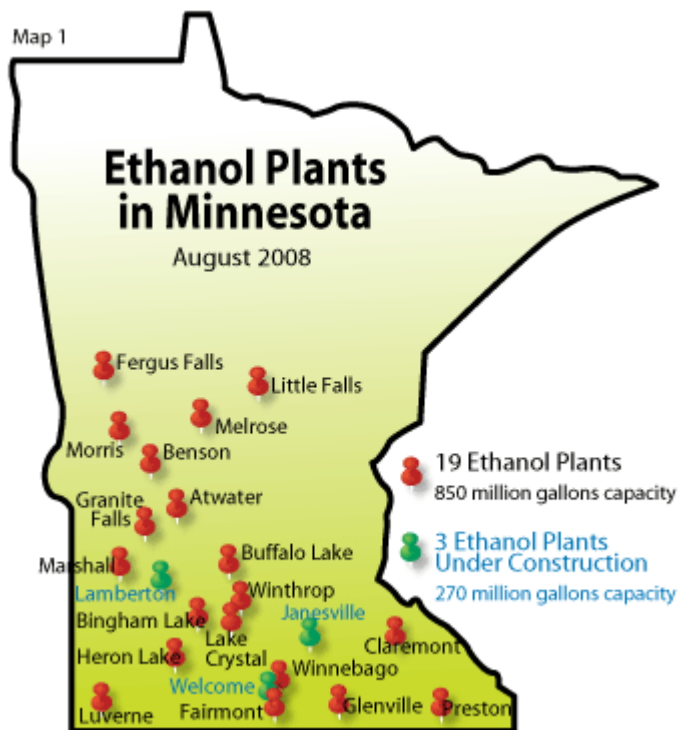 Map 1
Ethanol Plants
in Minnesota
August 2008
Fergus Falls
Little Falls
Melrose
Morris
Benson
Granite
Falls
Atwater
Marshall
Buffalo Lake
Lamberton
Winthrop
Bingham Lake
Janesville
Lake
Crystal
Claremont
Heron Lake
Winnebago
Welcome
Luverne
Fairmont
Glenville
Preston
19 Ethanol Plants
850 million gallons capacity
3 Ethanol Plants
Under Construction
270 million gallons capacity